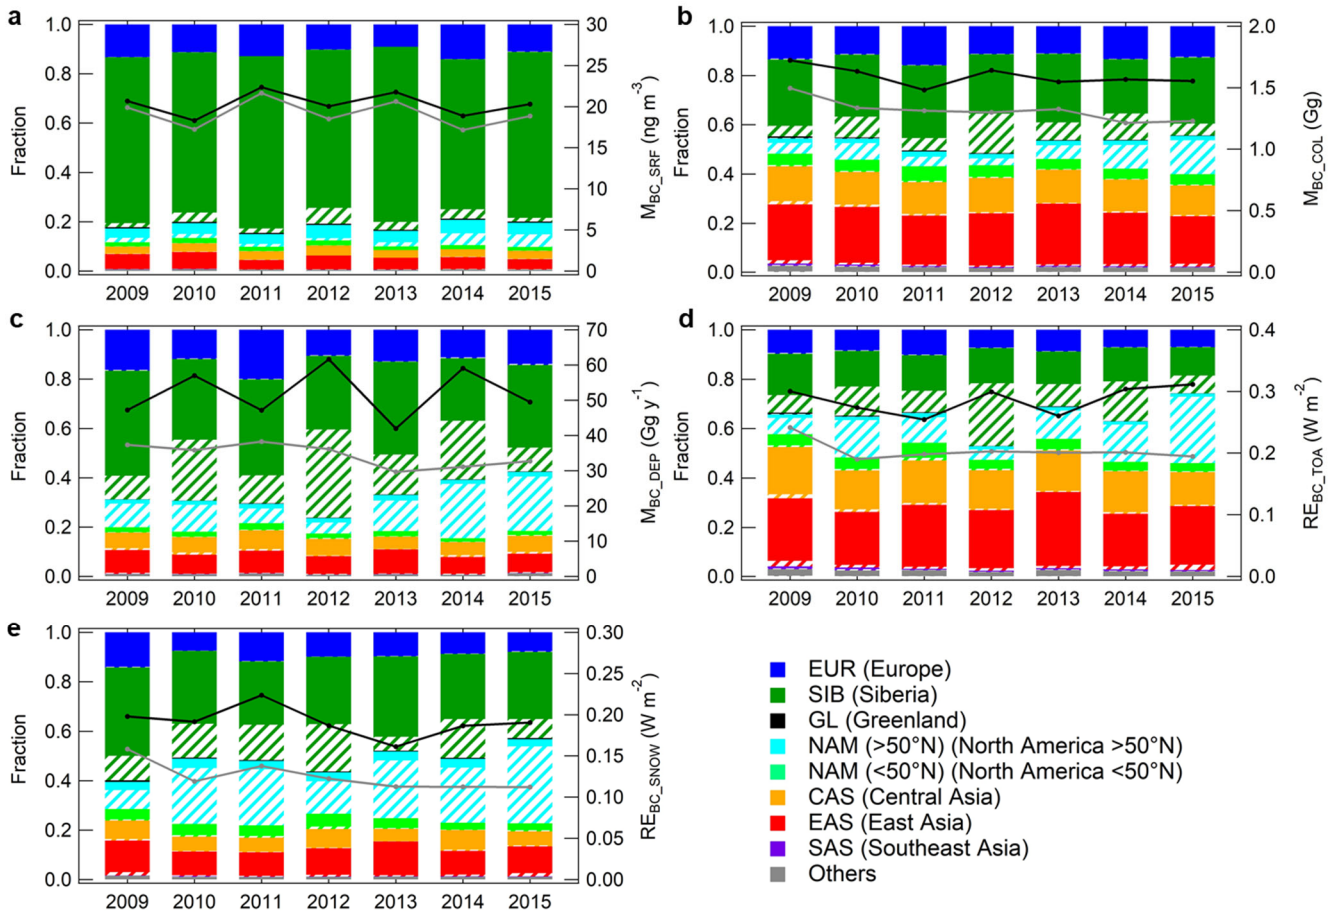 a
1.0
0.8
0.6
0.4
0.2
0.0
Fraction
30
25
20
15
10
5
0
M_BC_SRF (ng m⁻³)
2009 2010 2011 2012 2013 2014 2015
b
1.0
0.8
0.6
0.4
0.2
0.0
Fraction
2.0
1.5
1.0
0.5
0.0
M_BC_COL (Gg)
2009 2010 2011 2012 2013 2014 2015
c
1.0
0.8
0.6
0.4
0.2
0.0
Fraction
70
60
50
40
30
20
10
0
M_BC_DEP (Gg y⁻¹)
2009 2010 2011 2012 2013 2014 2015
d
1.0
0.8
0.6
0.4
0.2
0.0
Fraction
0.4
0.3
0.2
0.1
0.0
RE_BC_TOA (W m⁻²)
2009 2010 2011 2012 2013 2014 2015
e
1.0
0.8
0.6
0.4
0.2
0.0
Fraction
0.30
0.25
0.20
0.15
0.10
0.05
0.00
RE_BC_SNOW (W m⁻²)
2009 2010 2011 2012 2013 2014 2015
EUR (Europe)
SIB (Siberia)
GL (Greenland)
NAM (>50°N) (North America >50°N)
NAM (<50°N) (North America <50°N)
CAS (Central Asia)
EAS (East Asia)
SAS (Southeast Asia)
Others